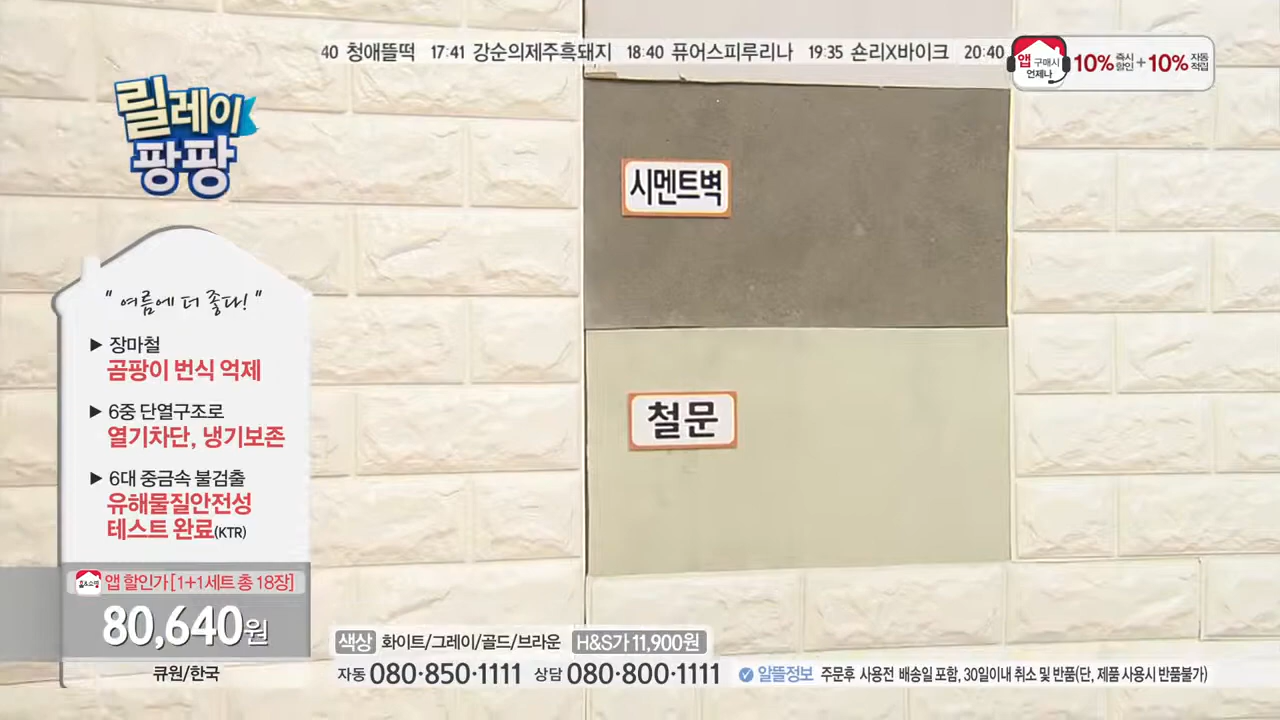 40 청애뜰떡 17:41 강순의제주흑돼지 18:40 퓨어스피루리나 19:35 숀리X바이크 20:40
앱 구매시 언제나 10% 즉시할인 + 10% 자동적립
릴레이
팡팡
시멘트벽
철문
" 여름에 더 좋다! "
▶ 장마철
곰팡이 번식 억제
▶ 6중 단열구조로
열기차단, 냉기보존
▶ 6대 중금속 불검출
유해물질안전성
테스트 완료(KTR)
홈&쇼핑 앱 할인가 [1+1세트 총 18장]
80,640원
큐원/한국
색상 화이트/그레이/골드/브라운 H&S가 11,900원
자동 080·850·1111 상담 080·800·1111
알뜰정보 주문후 사용전 배송일 포함, 30일이내 취소 및 반품(단, 제품 사용시 반품불가)